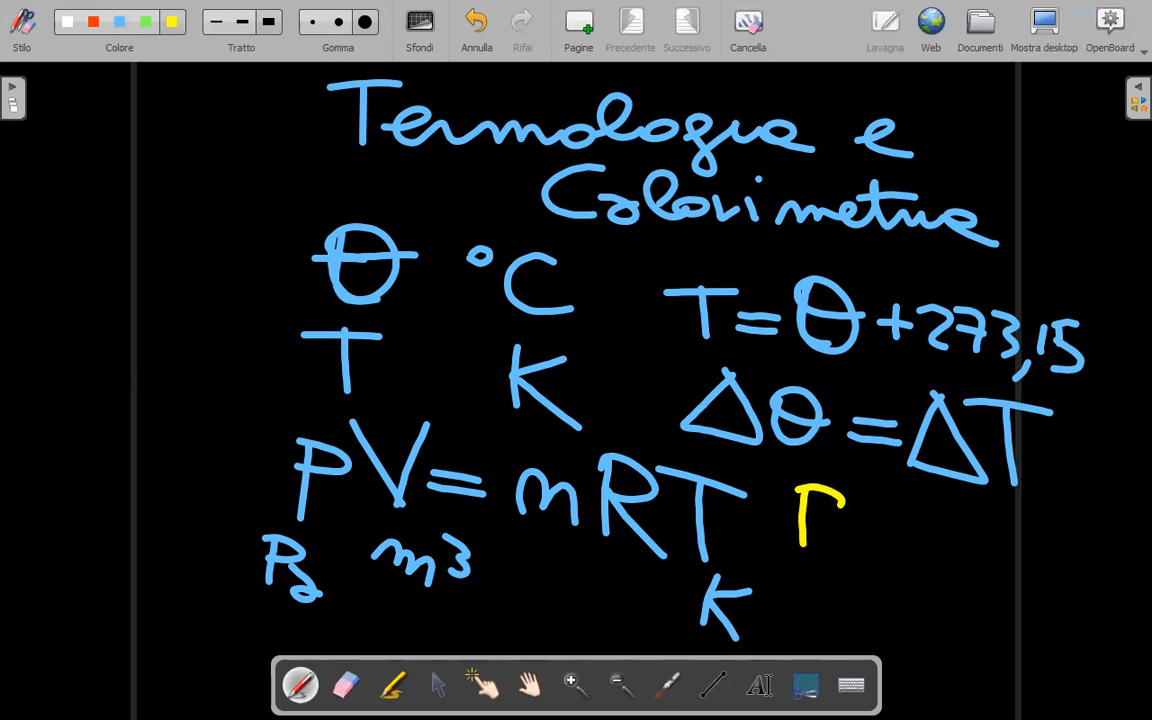 Stilo Colore Tratto Gomma Sfondi Annulla Rifai Pagine Precedente Successivo Cancella Lavagna Web Documenti Mostra desktop OpenBoard
Termologia e
Calorimetria
θ °C
T = θ + 273,15
T K
Δθ = ΔT
PV = nRT
Pa m3
K